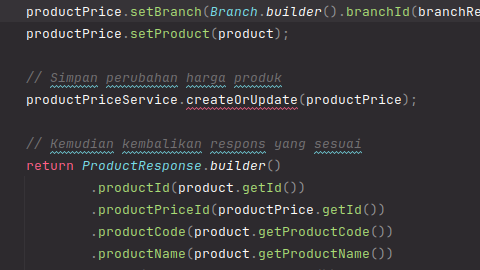 productPrice.setBranch(Branch.builder().branchId(branchRe
productPrice.setProduct(product);
// Simpan perubahan harga produk
productPriceService.createOrUpdate(productPrice);
// Kemudian kembalikan respons yang sesuai
return ProductResponse.builder()
.productId(product.getId())
.productPriceId(productPrice.getId())
.productCode(product.getProductCode())
.productName(product.getProductName())